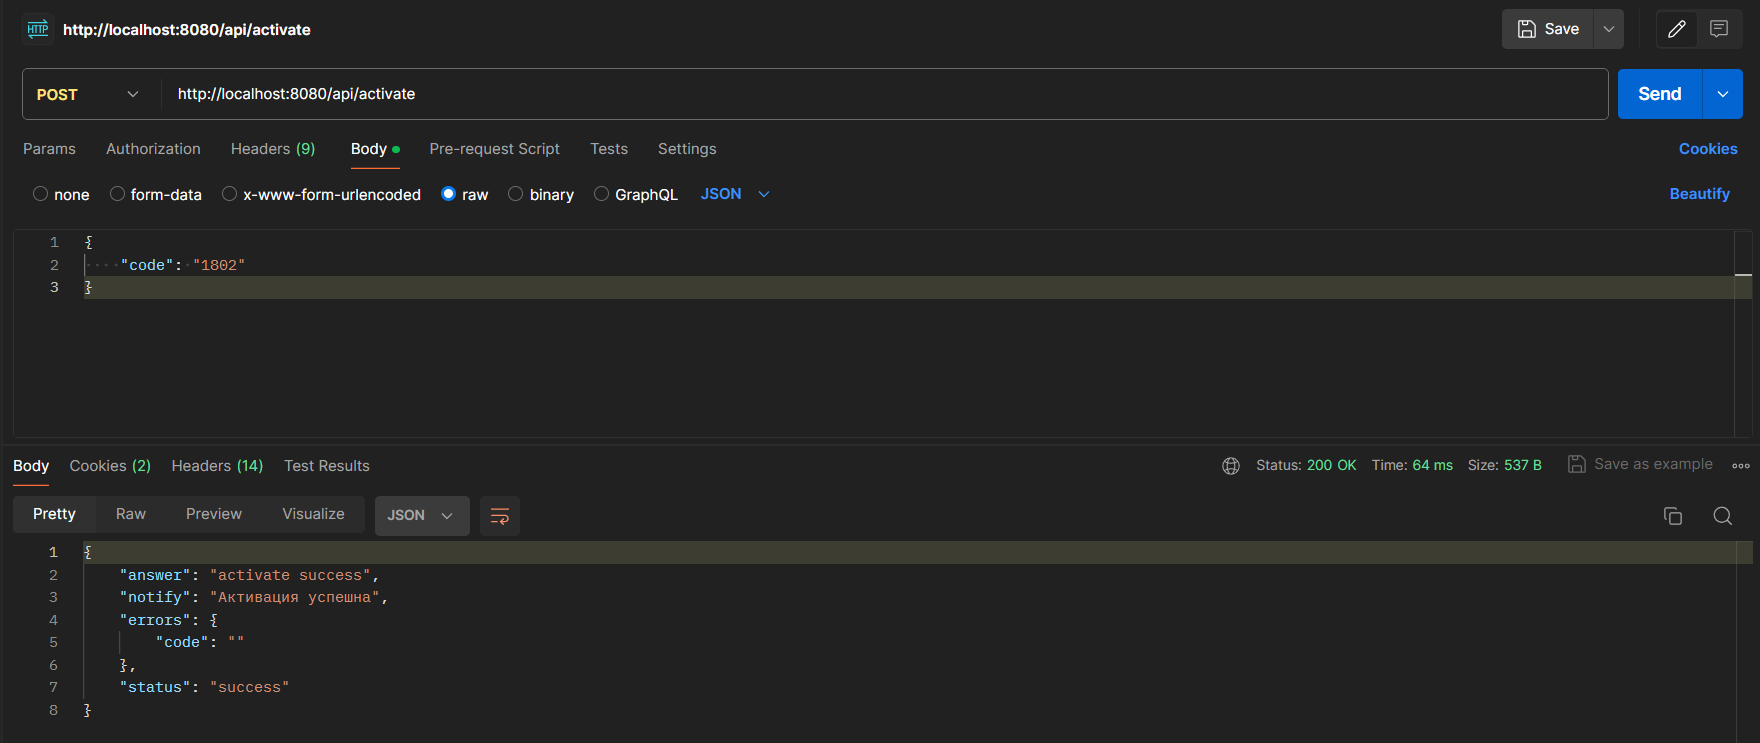 HTTP http://localhost:8080/api/activate Save
POST http://localhost:8080/api/activate Send
Params Authorization Headers (9) Body Pre-request Script Tests Settings Cookies
none form-data x-www-form-urlencoded raw binary GraphQL JSON Beautify
1 {
2 "code": "1802"
3 }
Body Cookies (2) Headers (14) Test Results Status: 200 OK Time: 64 ms Size: 537 B Save as example
Pretty Raw Preview Visualize JSON
1 {
2 "answer": "activate success",
3 "notify": "Активация успешна",
4 "errors": {
5 "code": ""
6 },
7 "status": "success"
8 }